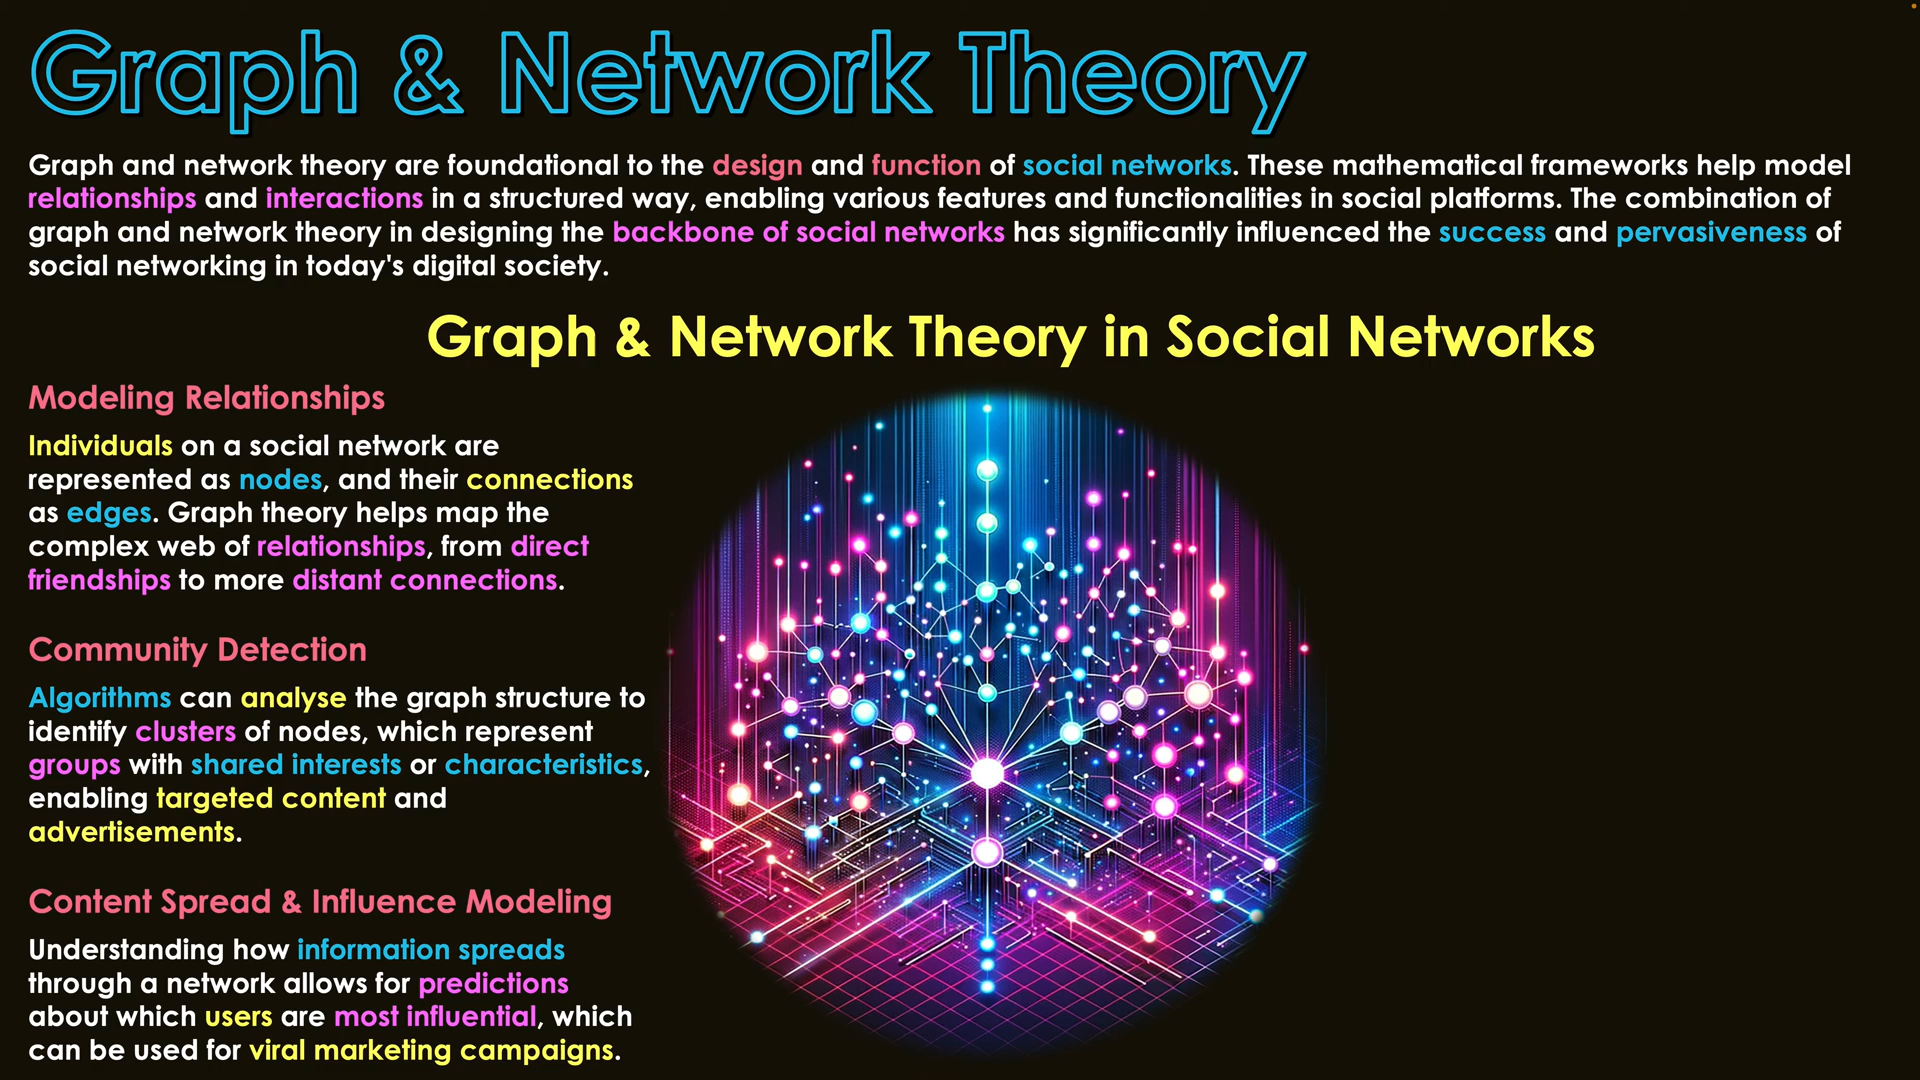 Graph & Network Theory
Graph and network theory are foundational to the design and function of social networks. These mathematical frameworks help model
relationships and interactions in a structured way, enabling various features and functionalities in social platforms. The combination of
graph and network theory in designing the backbone of social networks has significantly influenced the success and pervasiveness of
social networking in today's digital society.
Graph & Network Theory in Social Networks
Modeling Relationships
Individuals on a social network are
represented as nodes, and their connections
as edges. Graph theory helps map the
complex web of relationships, from direct
friendships to more distant connections.
Community Detection
Algorithms can analyse the graph structure to
identify clusters of nodes, which represent
groups with shared interests or characteristics,
enabling targeted content and
advertisements.
Content Spread & Influence Modeling
Understanding how information spreads
through a network allows for predictions
about which users are most influential, which
can be used for viral marketing campaigns.